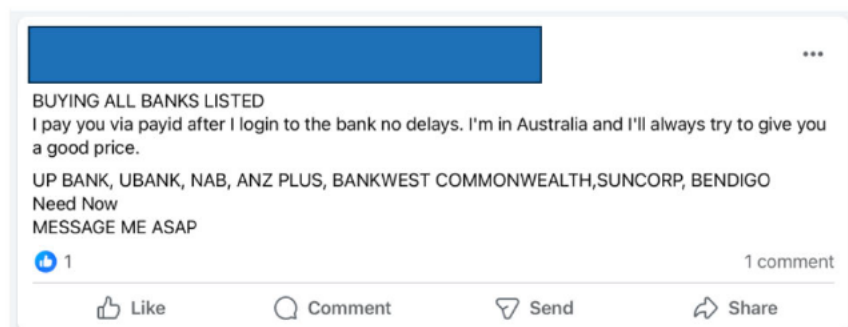 BUYING ALL BANKS LISTED
I pay you via payid after I login to the bank no delays. I'm in Australia and I'll always try to give you
a good price.
UP BANK, UBANK, NAB, ANZ PLUS, BANKWEST COMMONWEALTH,SUNCORP, BENDIGO
Need Now
MESSAGE ME ASAP
1
1 comment
Like
Comment
Send
Share